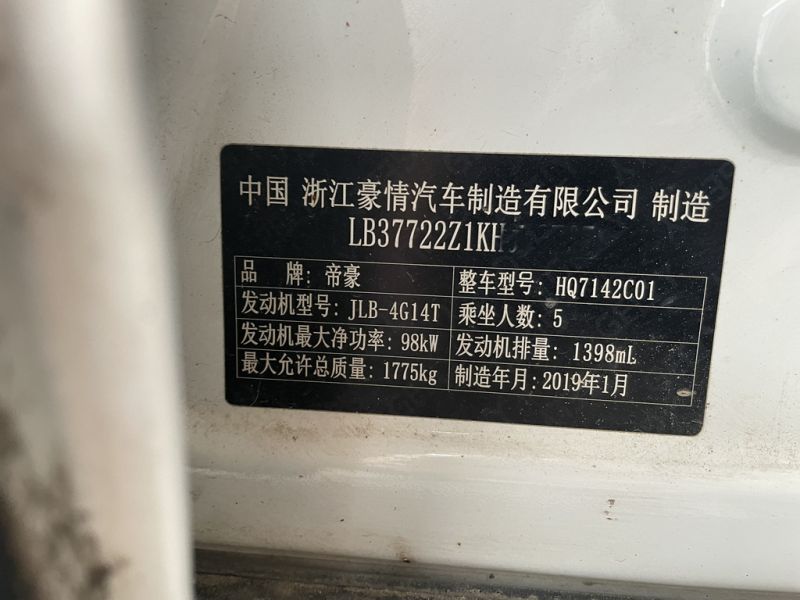 中国 浙江豪情汽车制造有限公司 制造
LB37722Z1KH
品 牌: 帝豪 整车型号: HQ7142C01
发动机型号: JLB-4G14T 乘坐人数: 5
发动机最大净功率: 98kW 发动机排量: 1398mL
最大允许总质量: 1775kg 制造年月: 2019年1月